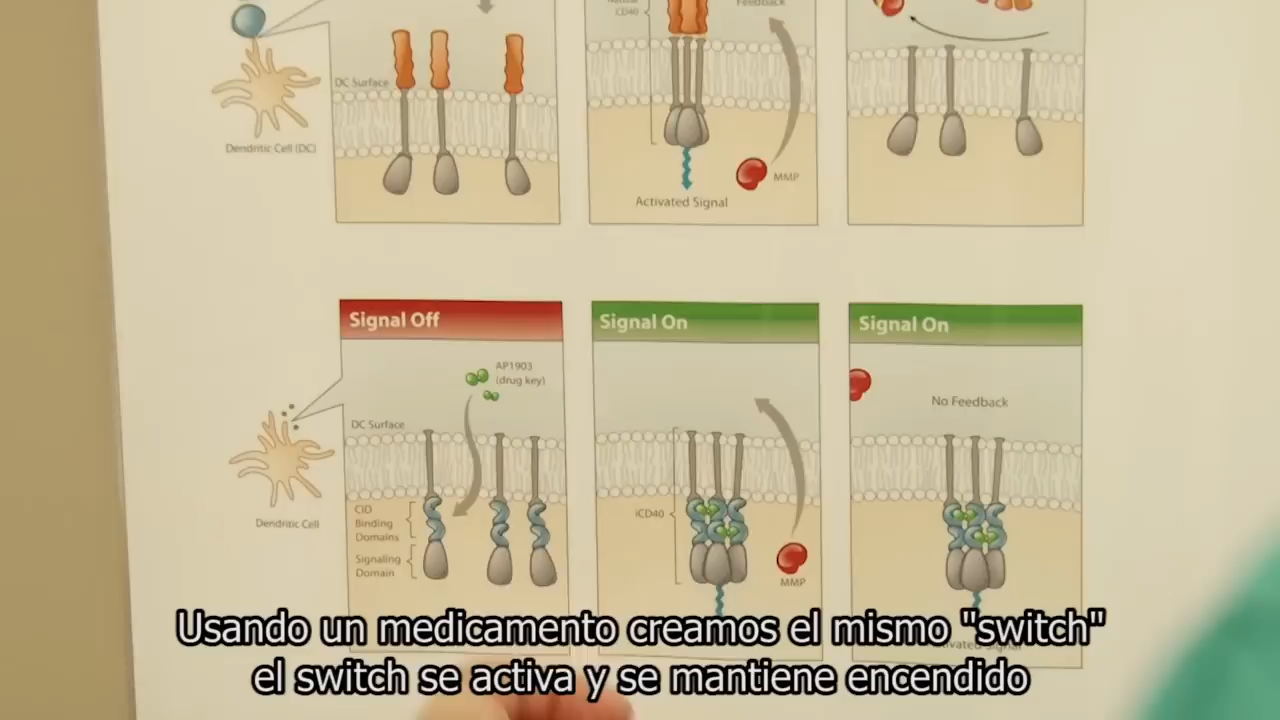 CD40
Feedback
DC Surface
Dendritic Cell (DC)
MMP
Activated Signal
Signal Off
Signal On
Signal On
AP1903
(drug key)
No Feedback
DC Surface
CID
Binding
Domains
iCD40
Dendritic Cell
Signaling
Domain
MMP
Usando un medicamento creamos el mismo "switch"
el switch se activa y se mantiene encendido